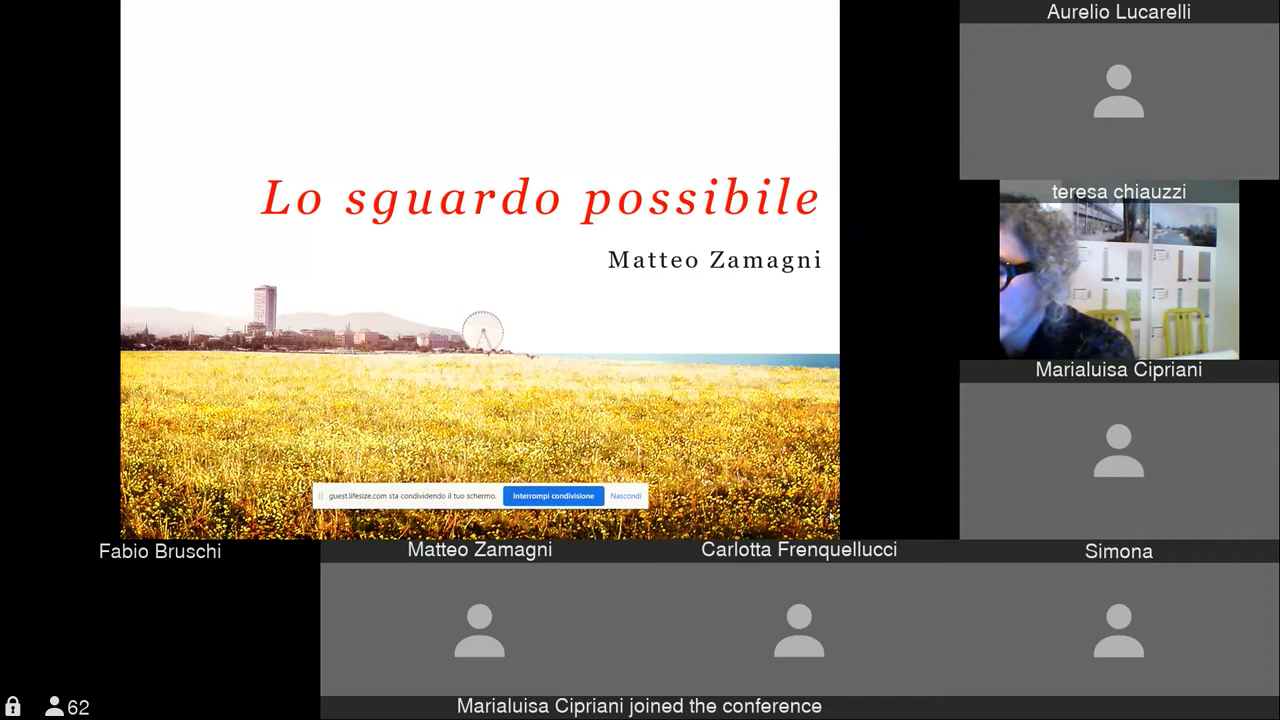 Aurelio Lucarelli
Lo sguardo possibile
Matteo Zamagni
teresa chiauzzi
guest.lifesize.com sta condividendo il tuo schermo.
Interrompi condivisione
Nascondi
Marialuisa Cipriani
Fabio Bruschi
Matteo Zamagni
Carlotta Frenquellucci
Simona
62
Marialuisa Cipriani joined the conference